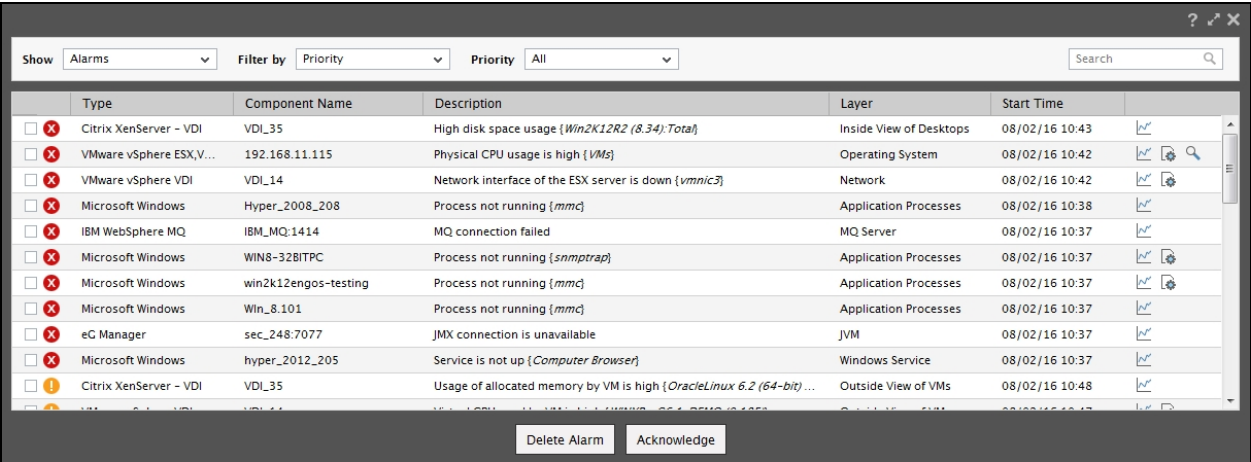 ?
Show Alarms Filter by Priority Priority All Search
Type Component Name Description Layer Start Time
Citrix XenServer - VDI VDI_35 High disk space usage {Win2K12R2 (8.34):Total} Inside View of Desktops 08/02/16 10:43
VMware vSphere ESX,V... 192.168.11.115 Physical CPU usage is high {VMs} Operating System 08/02/16 10:42
VMware vSphere VDI VDI_14 Network interface of the ESX server is down {vmnic3} Network 08/02/16 10:42
Microsoft Windows Hyper_2008_208 Process not running {mmc} Application Processes 08/02/16 10:38
IBM WebSphere MQ IBM_MQ:1414 MQ connection failed MQ Server 08/02/16 10:37
Microsoft Windows WIN8-32BITPC Process not running {snmptrap} Application Processes 08/02/16 10:37
Microsoft Windows win2k12engos-testing Process not running {mmc} Application Processes 08/02/16 10:37
Microsoft Windows WIn_8.101 Process not running {mmc} Application Processes 08/02/16 10:37
eG Manager sec_248:7077 JMX connection is unavailable JVM 08/02/16 10:37
Microsoft Windows hyper_2012_205 Service is not up {Computer Browser} Windows Service 08/02/16 10:37
Citrix XenServer - VDI VDI_35 Usage of allocated memory by VM is high {OracleLinux 6.2 (64-bit) ... Outside View of VMs 08/02/16 10:48
Delete Alarm Acknowledge